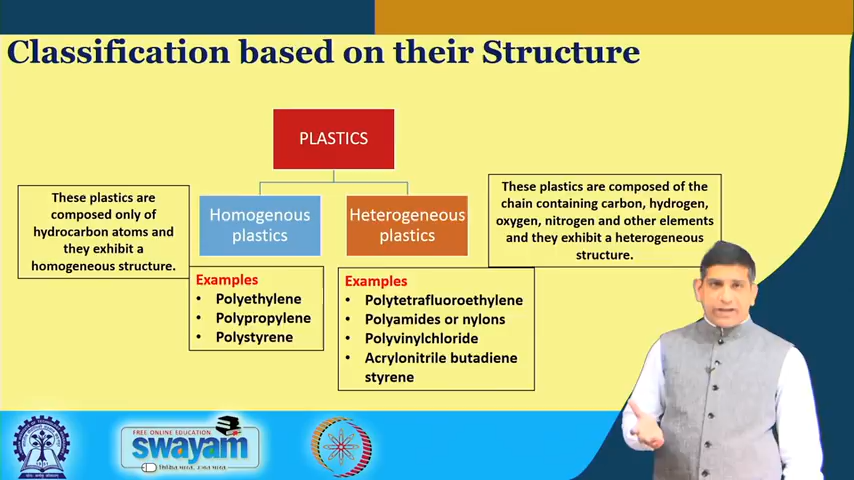 Classification based on their Structure
PLASTICS
These plastics are
composed only of
hydrocarbon atoms and
they exhibit a
homogeneous structure.
Homogenous
plastics
Heterogeneous
plastics
These plastics are composed of the
chain containing carbon, hydrogen,
oxygen, nitrogen and other elements
and they exhibit a heterogeneous
structure.
Examples
• Polyethylene
• Polypropylene
• Polystyrene
Examples
• Polytetrafluoroethylene
• Polyamides or nylons
• Polyvinylchloride
• Acrylonitrile butadiene
styrene
FREE ONLINE EDUCATION
swayam